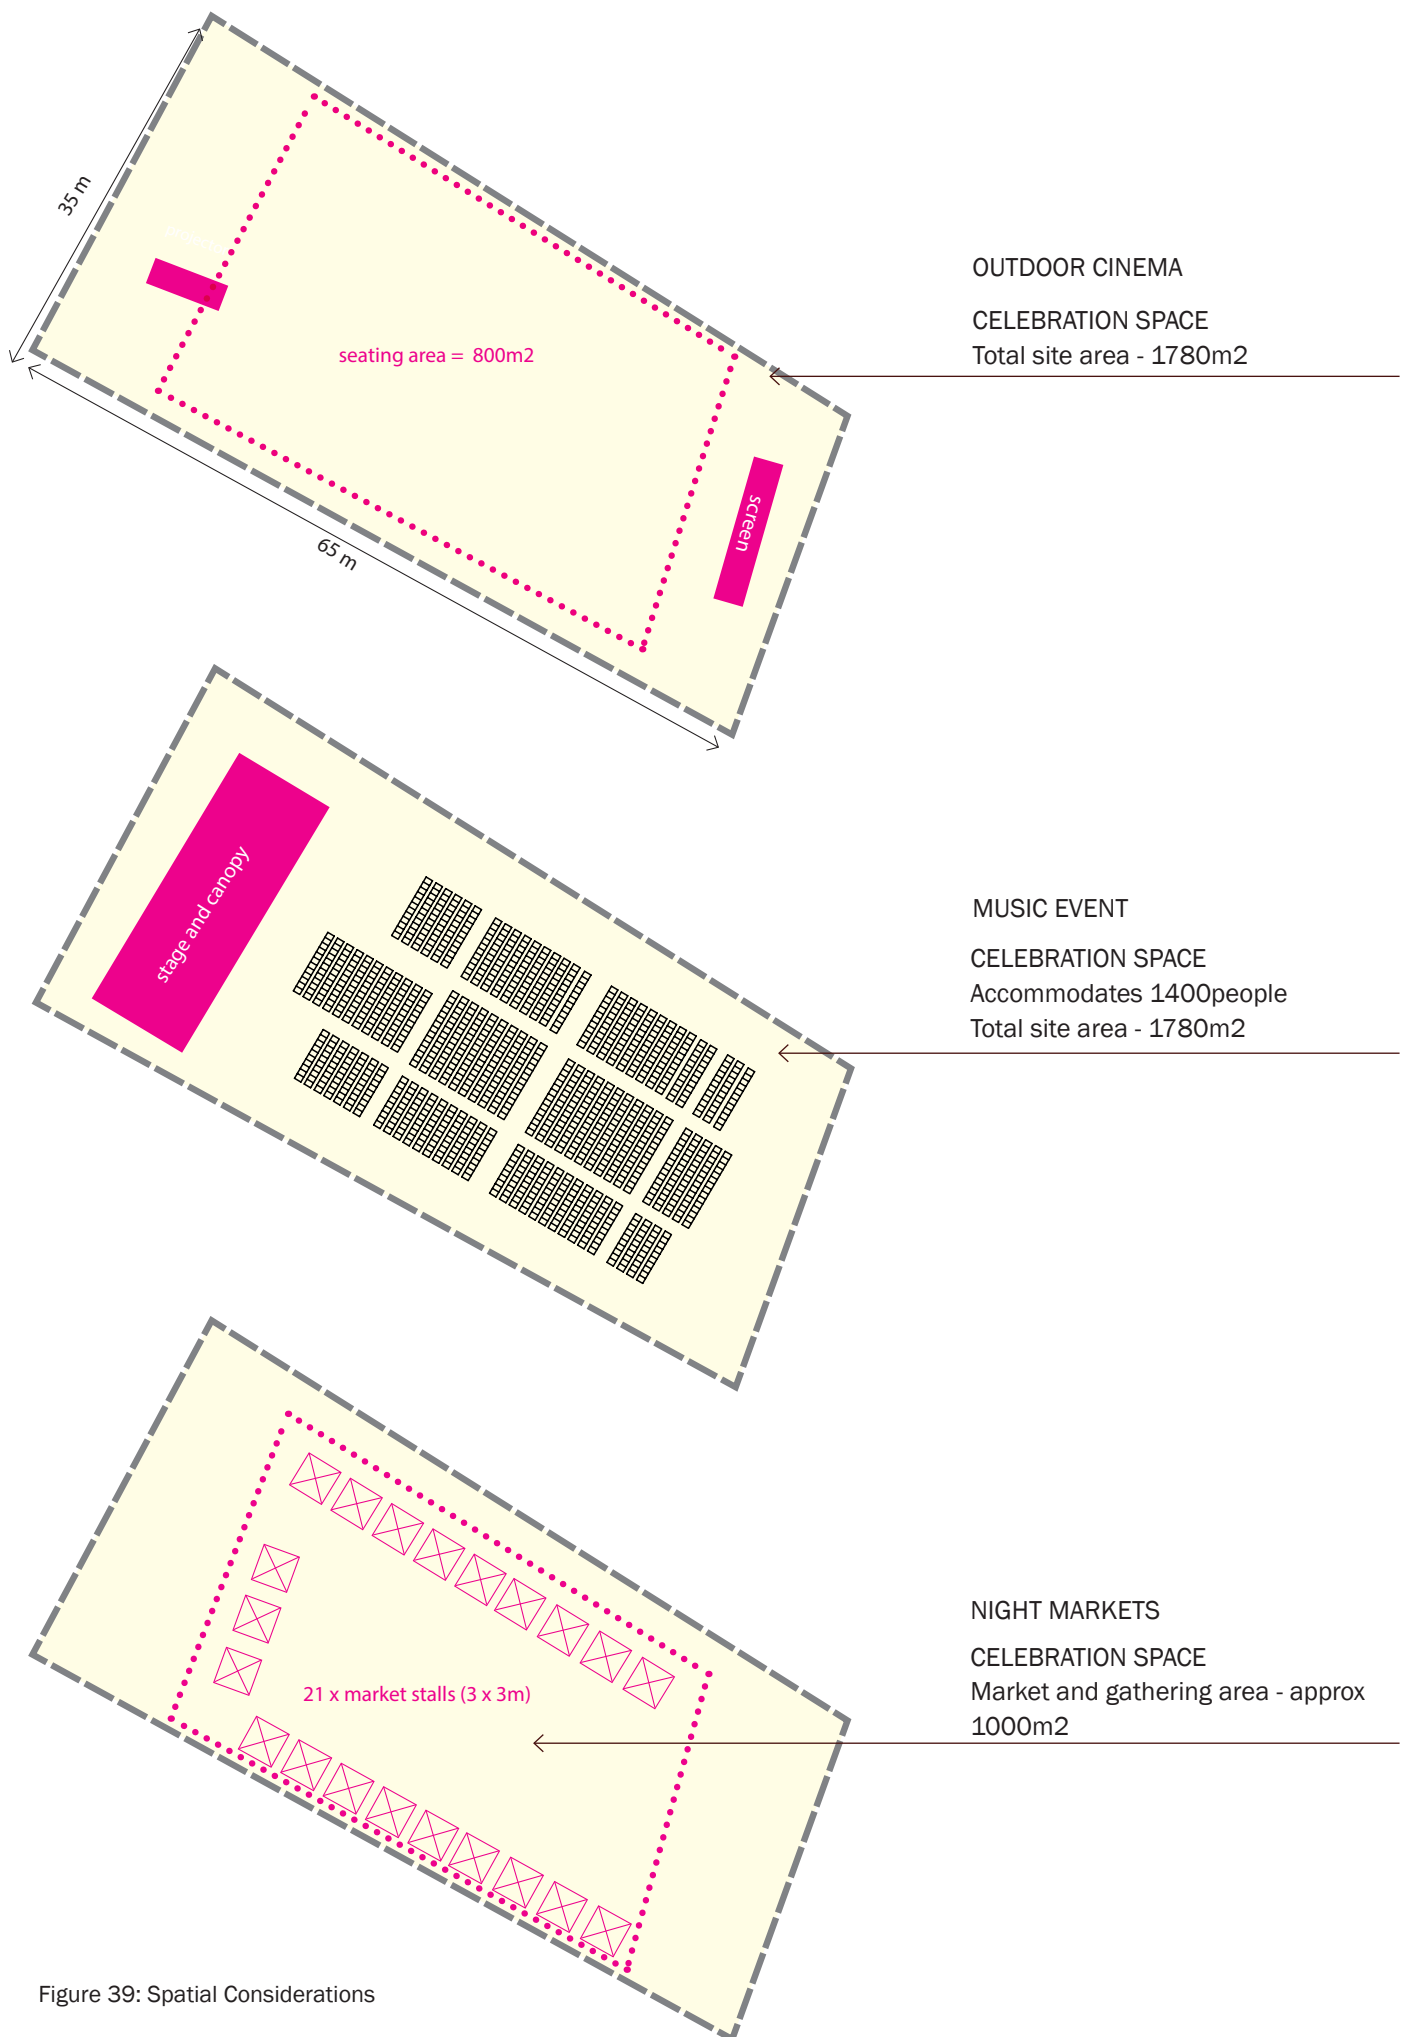 35 m
seating area =  800m2
screen
65 m
OUTDOOR CINEMA
CELEBRATION SPACE
Total site area - 1780m2
stage and canopy
MUSIC EVENT
CELEBRATION SPACE
Accommodates 1400people
Total site area - 1780m2
21 x market stalls (3 x 3m)
NIGHT MARKETS
CELEBRATION SPACE
Market and gathering area - approx
1000m2
Figure 39: Spatial Considerations